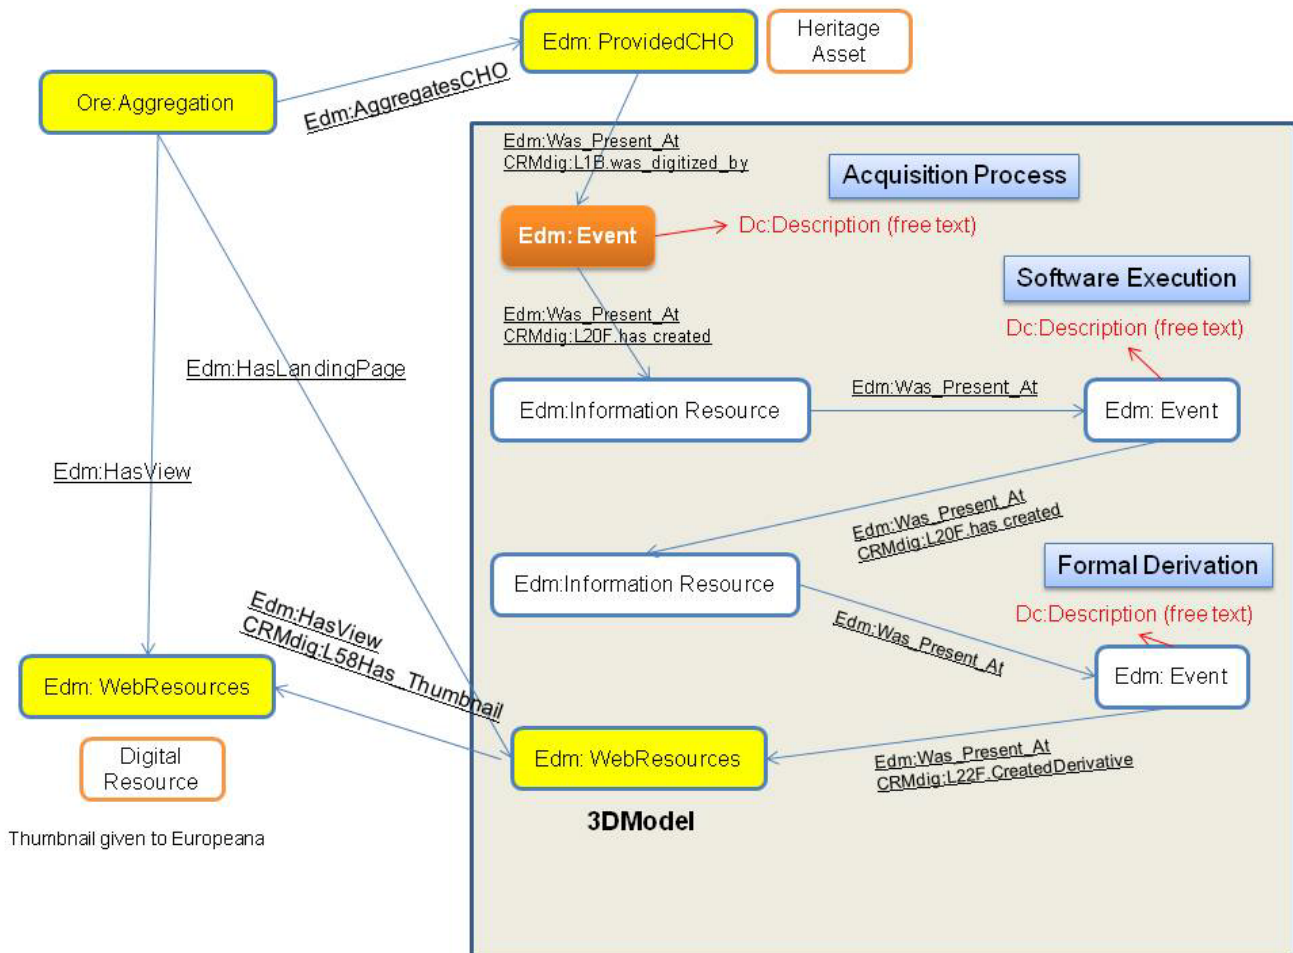 Edm: ProvidedCHO
Heritage
Asset
Ore:Aggregation
Edm:AggregatesCHO
Edm:Was_Present_At
CRMdig:L1B.was_digitized_by
Acquisition Process
Edm: Event
Dc:Description (free text)
Software Execution
Edm:Was_Present_At
CRMdig:L20F.has created
Dc:Description (free text)
Edm:HasLandingPage
Edm:Information Resource
Edm:Was_Present_At
Edm: Event
Edm:HasView
Edm:Was_Present_At
CRMdig:L20F.has created
Edm:Information Resource
Formal Derivation
Dc:Description (free text)
Edm:HasView
CRMdig:L58Has_Thumbnail
Edm:Was_Present_At
Edm: Event
Edm: WebResources
Edm: WebResources
Edm:Was_Present_At
CRMdig:L22F.CreatedDerivative
Digital
Resource
3DModel
Thumbnail given to Europeana